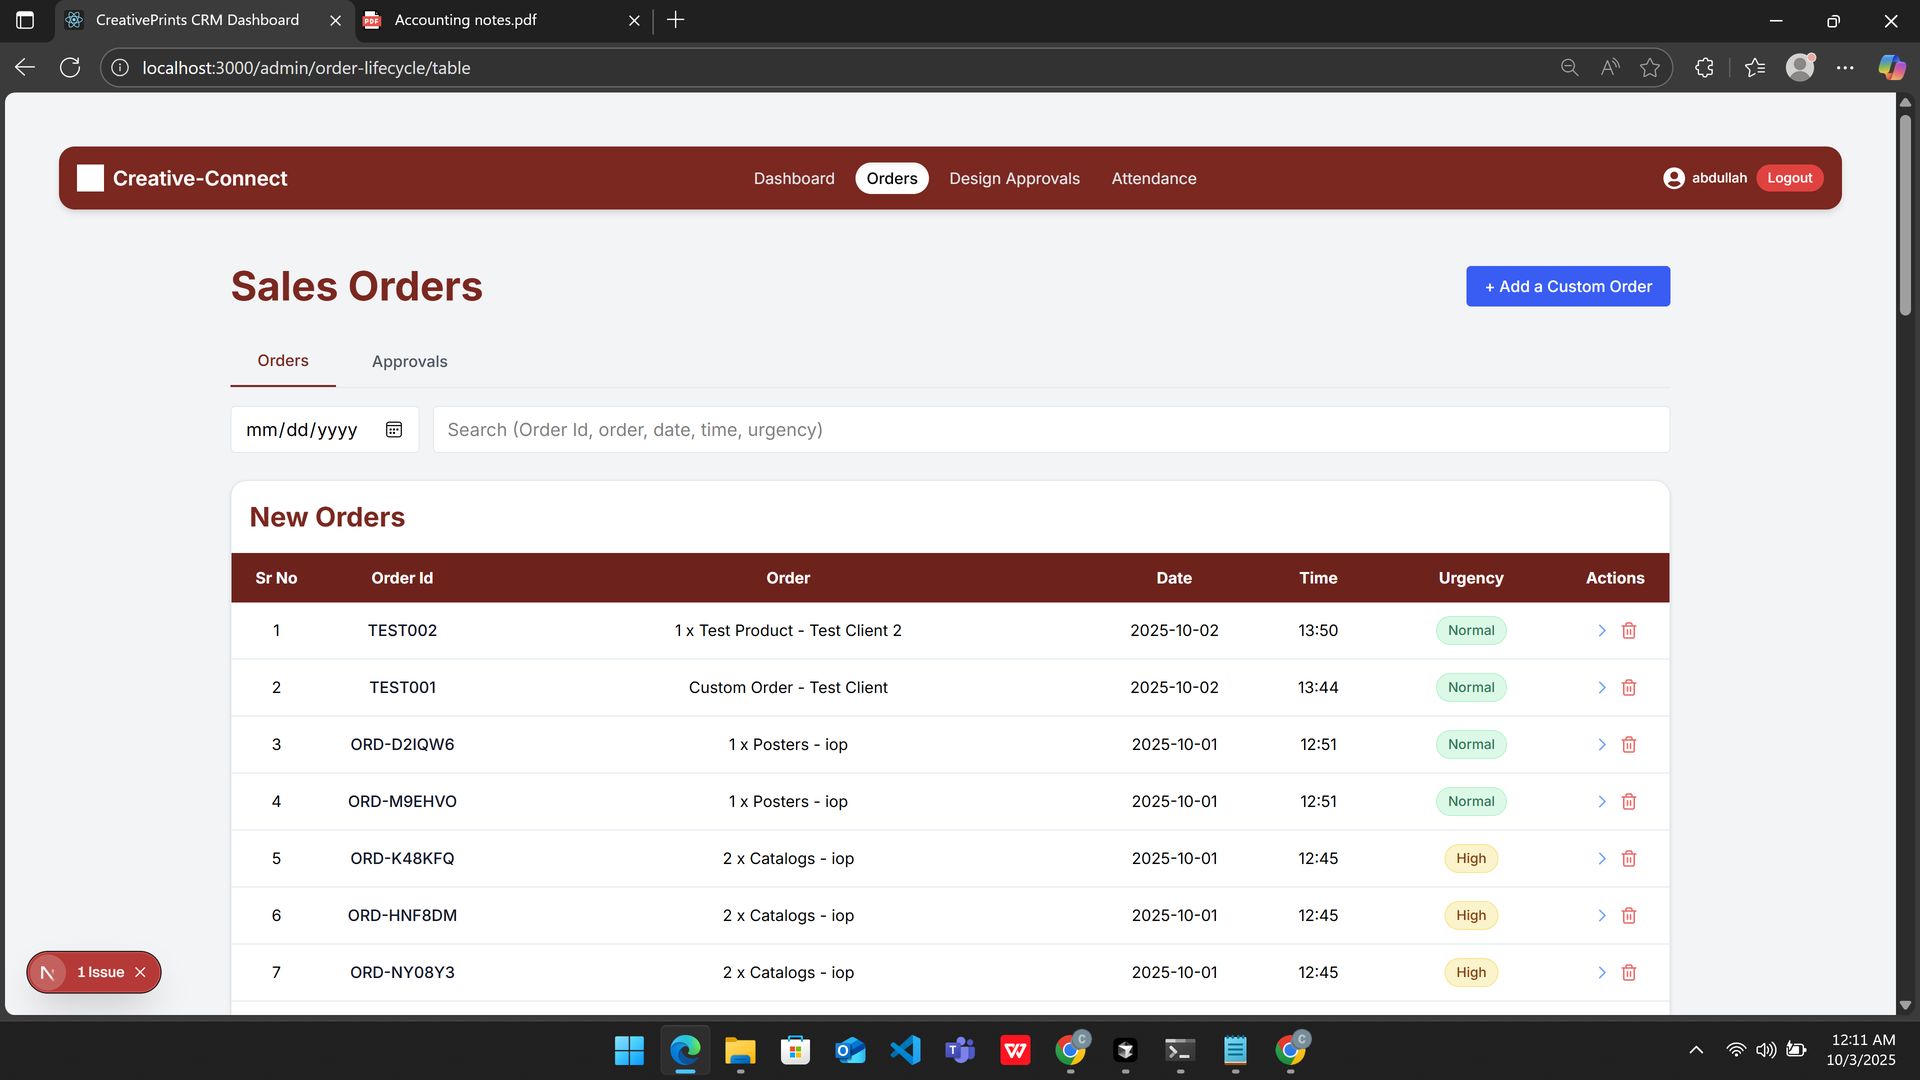 CreativePrints CRM Dashboard
Accounting notes.pdf
localhost:3000/admin/order-lifecycle/table
Creative-Connect
Dashboard
Orders
Design Approvals
Attendance
abdullah
Logout
Sales Orders
+ Add a Custom Order
Orders
Approvals
mm/dd/yyyy
Search (Order Id, order, date, time, urgency)
New Orders
Sr No Order Id Order Date Time Urgency Actions
1 TEST002 1 x Test Product - Test Client 2 2025-10-02 13:50 Normal
2 TEST001 Custom Order - Test Client 2025-10-02 13:44 Normal
3 ORD-D2IQW6 1 x Posters - iop 2025-10-01 12:51 Normal
4 ORD-M9EHVO 1 x Posters - iop 2025-10-01 12:51 Normal
5 ORD-K48KFQ 2 x Catalogs - iop 2025-10-01 12:45 High
6 ORD-HNF8DM 2 x Catalogs - iop 2025-10-01 12:45 High
7 ORD-NY08Y3 2 x Catalogs - iop 2025-10-01 12:45 High
N 1 Issue
12:11 AM
10/3/2025